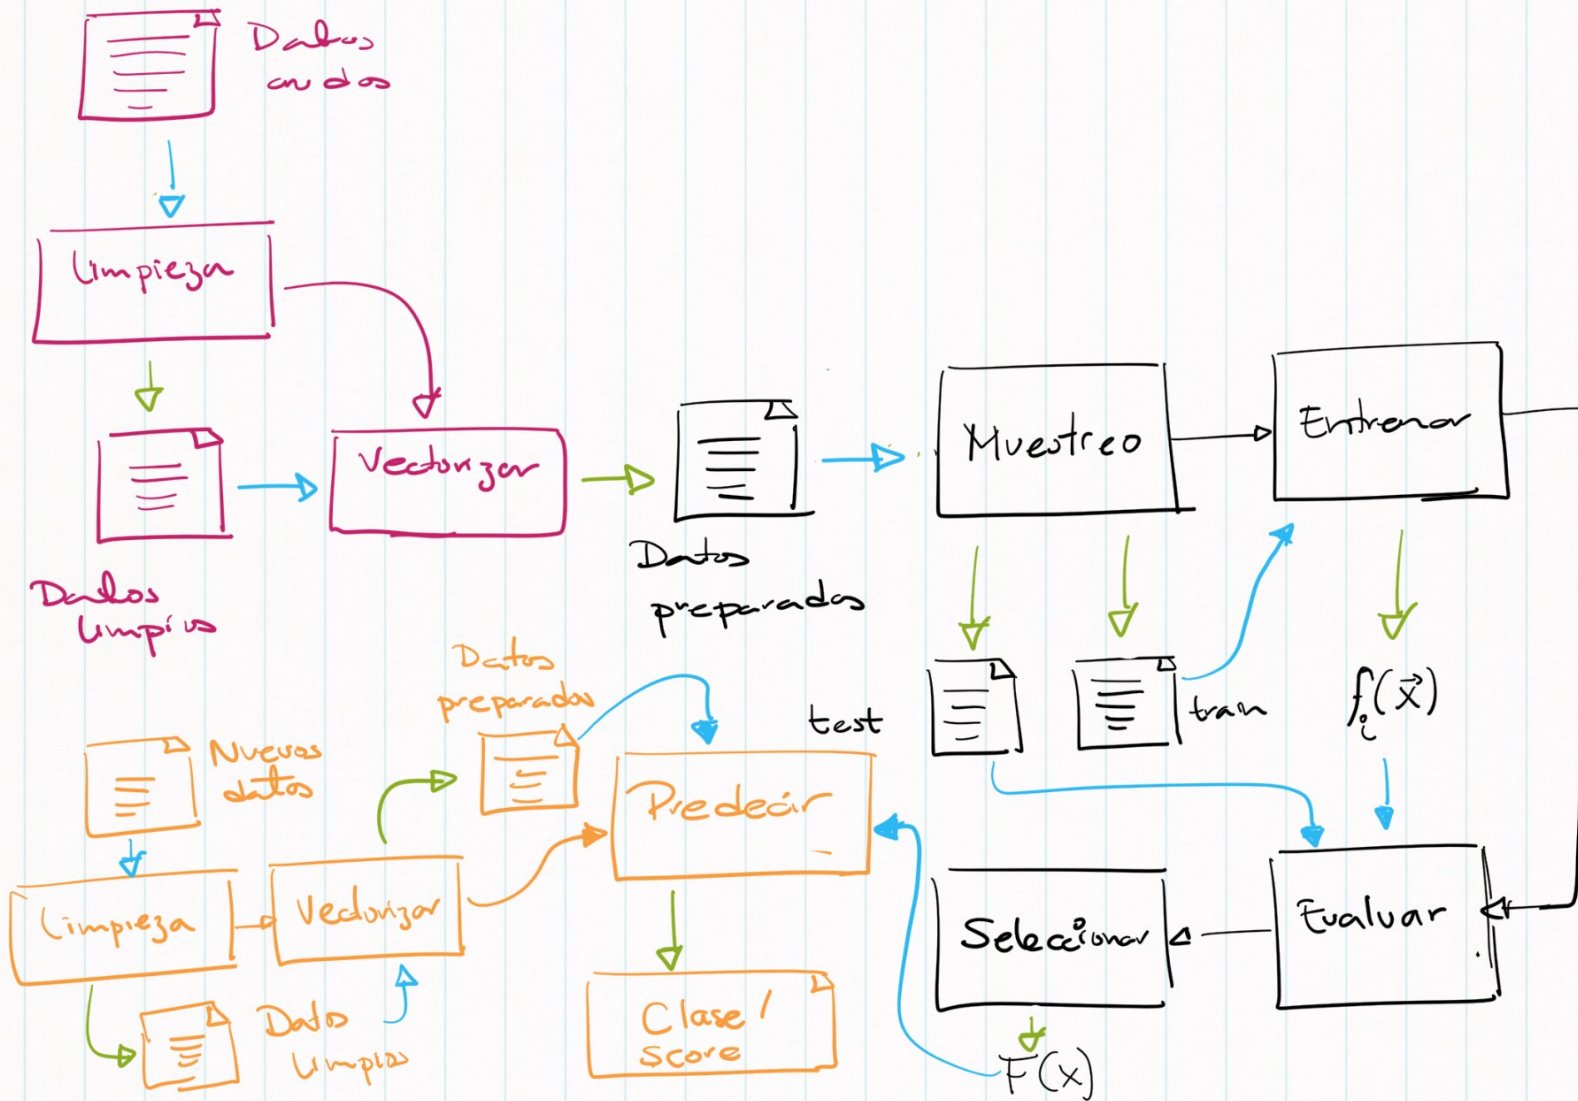 Datos
crudos
Limpieza
Vectorizar
Datos
limpios
Datos
preparados
Muestreo
Entrenar
test
train
fᵢ(x⃗)
Evaluar
Seleccionar
F(x)
Nuevos
datos
Limpieza
Vectorizar
Datos
limpios
Datos
preparados
Predecir
Clase /
score